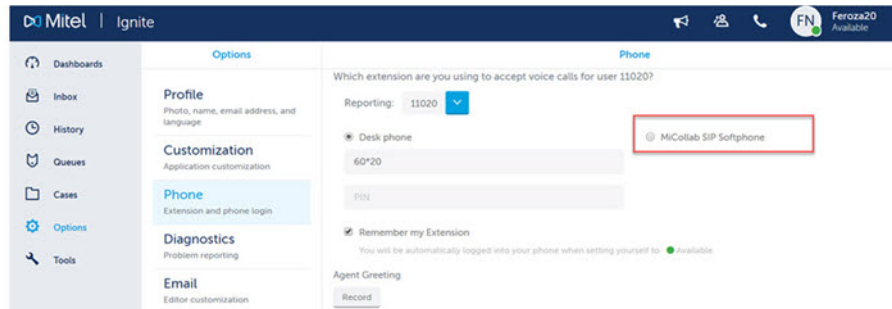 Mitel | Ignite
FN
Feroza20
Available
Dashboards
Inbox
History
Queues
Cases
Options
Tools
Options
Profile
Photo, name, email address, and
language
Customization
Application customization
Phone
Extension and phone login
Diagnostics
Problem reporting
Email
Editor customization
Phone
Which extension are you using to accept voice calls for user 11020?
Reporting: 11020
Desk phone
MiCollab SIP Softphone
60*20
PIN
Remember my Extension
You will be automatically logged into your phone when setting yourself to Available.
Agent Greeting
Record